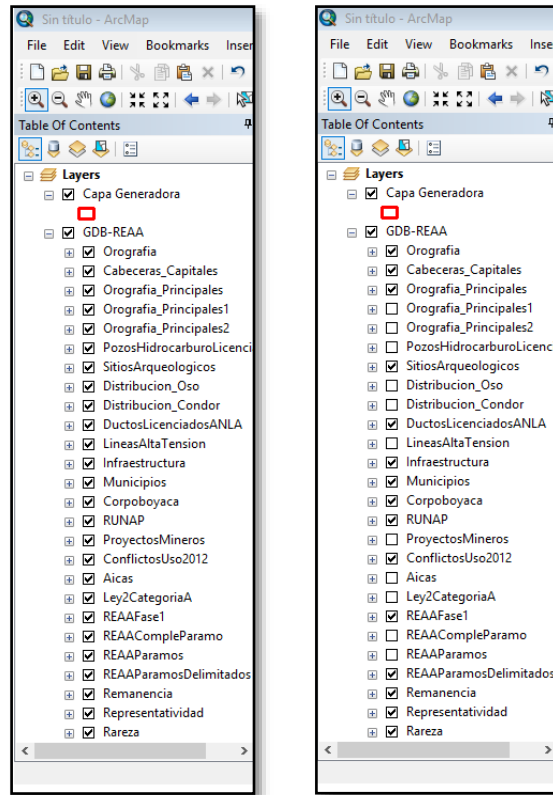 Sin título - ArcMap
File Edit View Bookmarks Inser
Table Of Contents
Layers
Capa Generadora
GDB-REAA
Orografia
Cabeceras_Capitales
Orografia_Principales
Orografia_Principales1
Orografia_Principales2
PozosHidrocarburoLicenci
SitiosArqueologicos
Distribucion_Oso
Distribucion_Condor
DuctosLicenciadosANLA
LineasAltaTension
Infraestructura
Municipios
Corpoboyaca
RUNAP
ProyectosMineros
ConflictosUso2012
Aicas
Ley2CategoriaA
REAAFase1
REAACompleParamo
REAAParamos
REAAParamosDelimitados
Remanencia
Representatividad
Rareza
Sin título - ArcMap
File Edit View Bookmarks Inse
Table Of Contents
Layers
Capa Generadora
GDB-REAA
Orografia
Cabeceras_Capitales
Orografia_Principales
Orografia_Principales1
Orografia_Principales2
PozosHidrocarburoLicenc
SitiosArqueologicos
Distribucion_Oso
Distribucion_Condor
DuctosLicenciadosANLA
LineasAltaTension
Infraestructura
Municipios
Corpoboyaca
RUNAP
ProyectosMineros
ConflictosUso2012
Aicas
Ley2CategoriaA
REAAFase1
REAACompleParamo
REAAParamos
REAAParamosDelimitados
Remanencia
Representatividad
Rareza